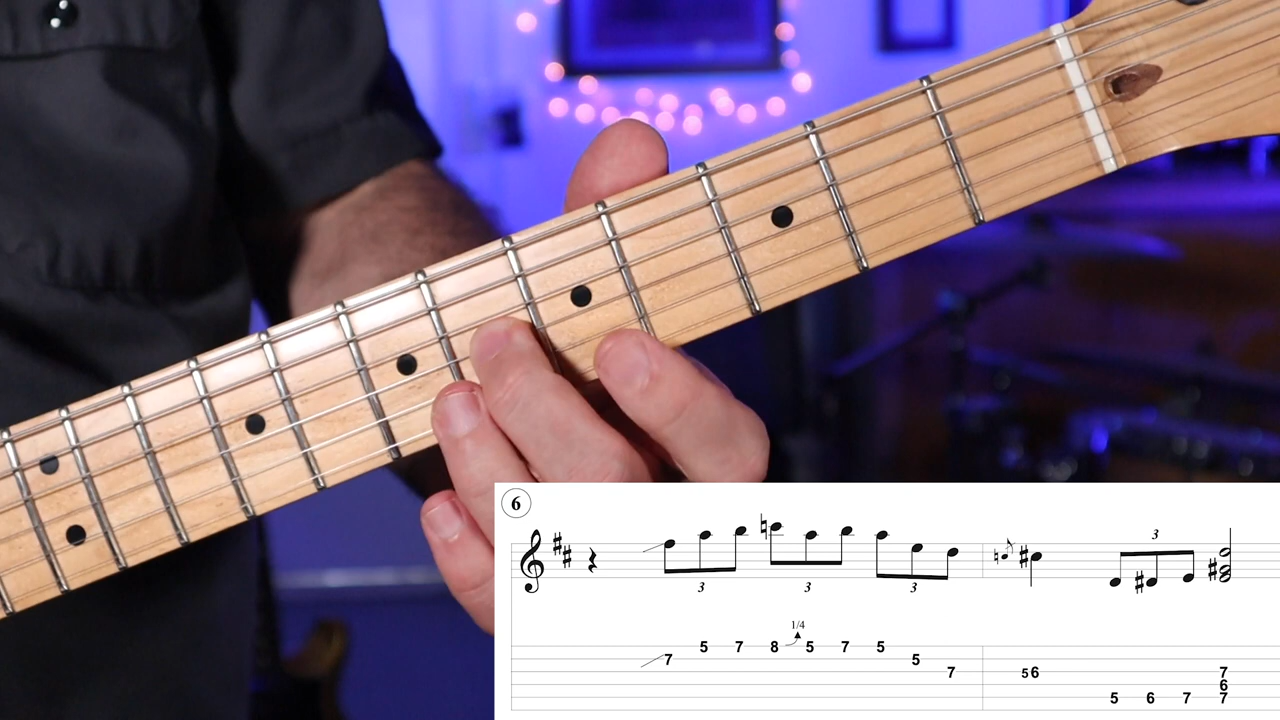 6
3 3 3 3
1/4
5 7 8 5 7 5
7 5
7 5 6 7
6
5 6 7 7